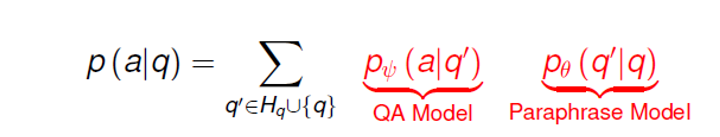 p(a|q) = ∑ p_ψ(a|q′) p_θ(q′|q)
q′∈H_q∪{q}
QA Model Paraphrase Model